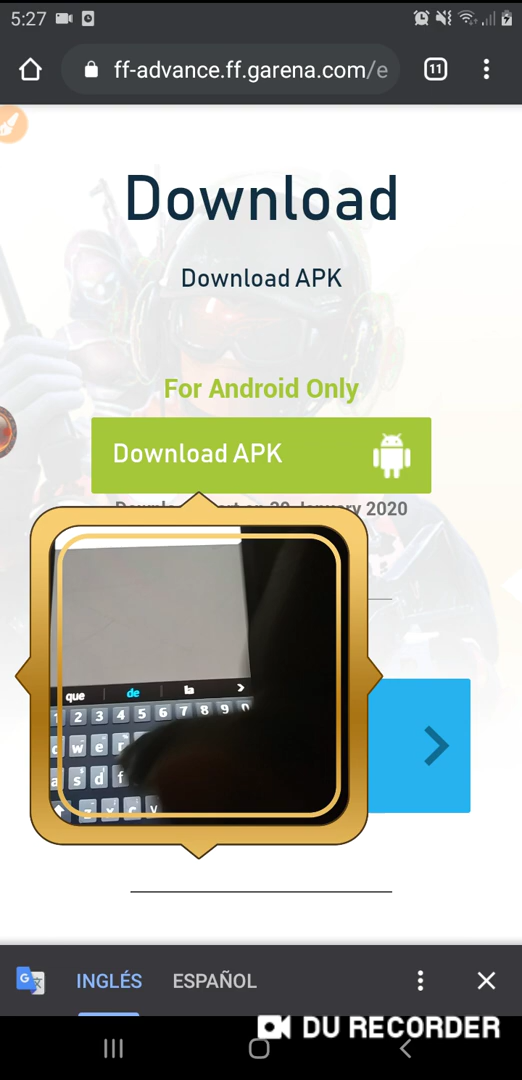 5:27
ff-advance.ff.garena.com/e
11
Download
Download APK
For Android Only
Download APK
2020
que de la
1 2 3 4 5 6 7 8 9
w e
s d f
z x c v
INGLÉS ESPAÑOL
DU RECORDER